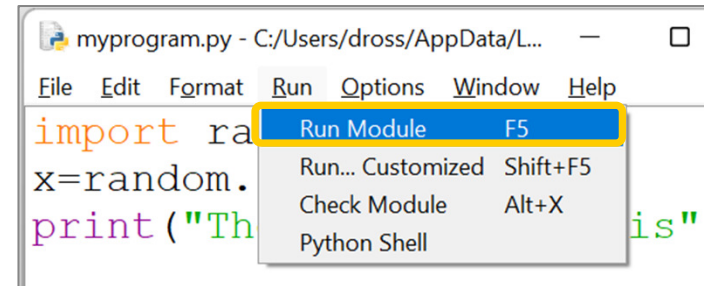 myprogram.py - C:/Users/dross/AppData/L...
File Edit Format Run Options Window Help
import ra
Run Module F5
x=random.
Run... Customized Shift+F5
Check Module Alt+X
print("Th is"
Python Shell